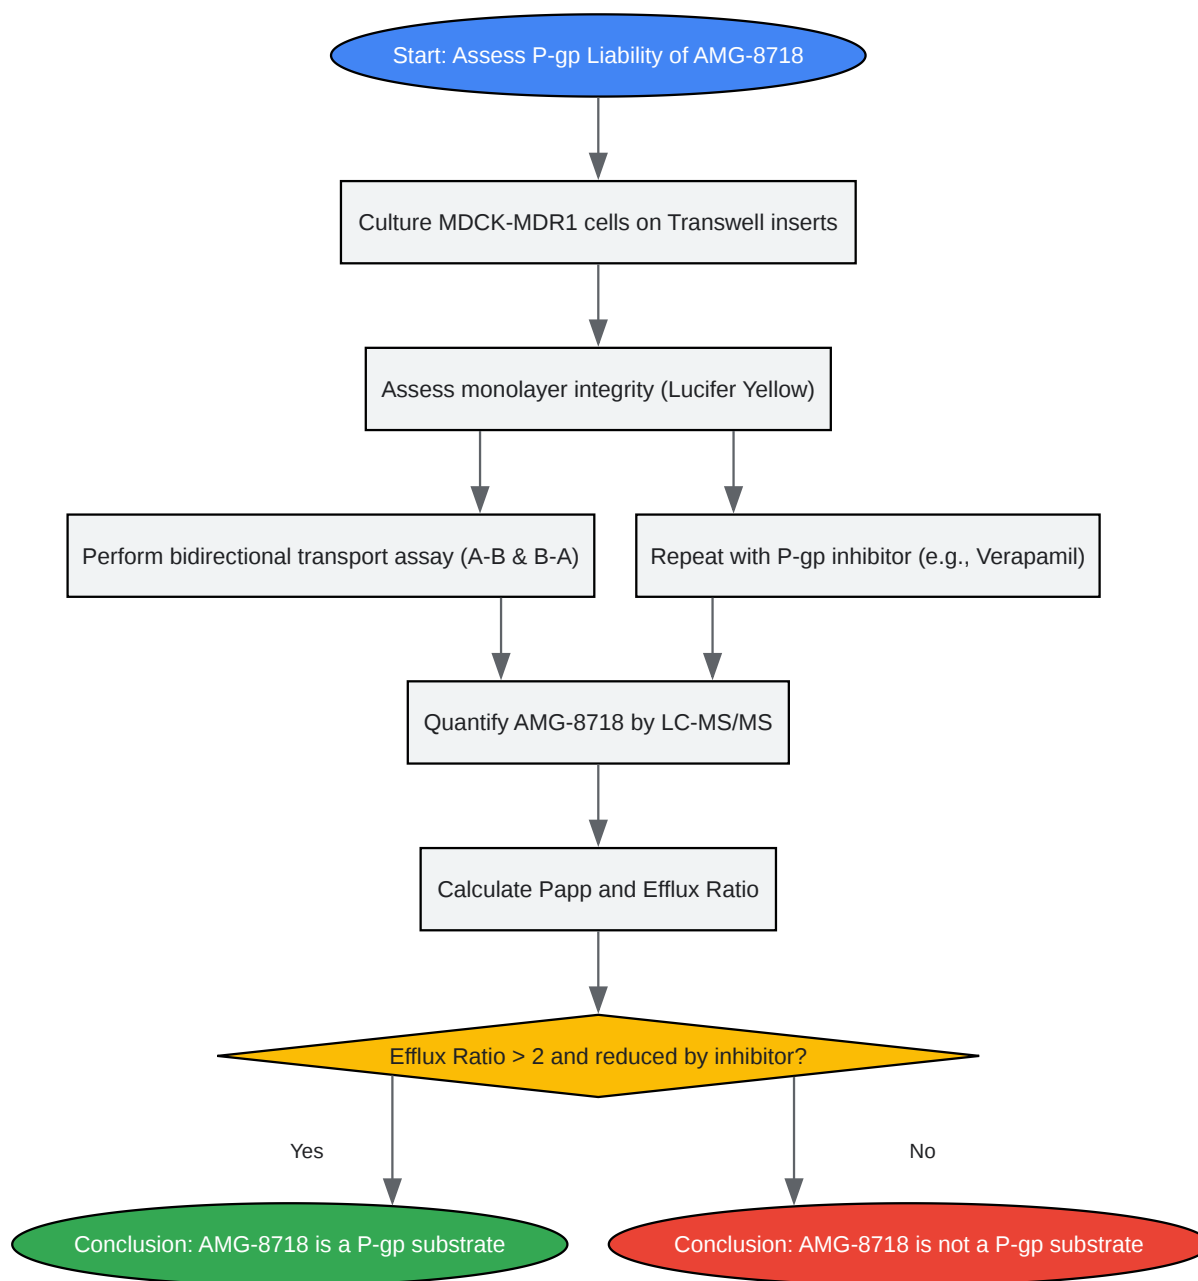 Start: Assess P-gp Liability of AMG-8718
Culture MDCK-MDR1 cells on Transwell inserts
Assess monolayer integrity (Lucifer Yellow)
Perform bidirectional transport assay (A-B & B-A)
Repeat with P-gp inhibitor (e.g., Verapamil)
Quantify AMG-8718 by LC-MS/MS
Calculate Papp and Efflux Ratio
Efflux Ratio > 2 and reduced by inhibitor?
Yes
No
Conclusion: AMG-8718 is a P-gp substrate
Conclusion: AMG-8718 is not a P-gp substrate